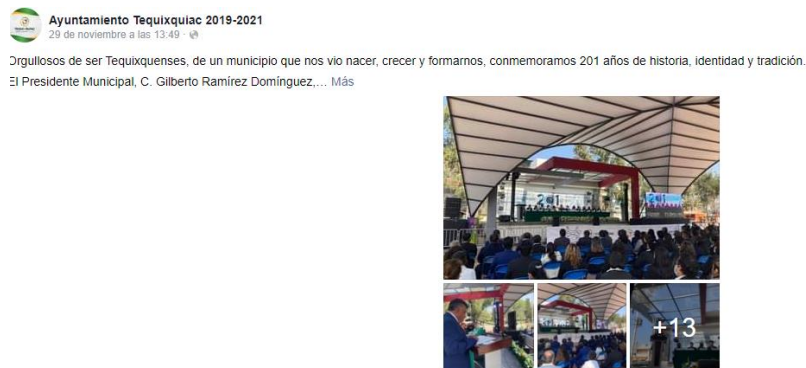 Ayuntamiento Tequixquiac 2019-2021
29 de noviembre a las 13:49 ·
Orgullosos de ser Tequixquenses, de un municipio que nos vio nacer, crecer y formarnos, conmemoramos 201 años de historia, identidad y tradición.
El Presidente Municipal, C. Gilberto Ramírez Domínguez,... Más
201
+13